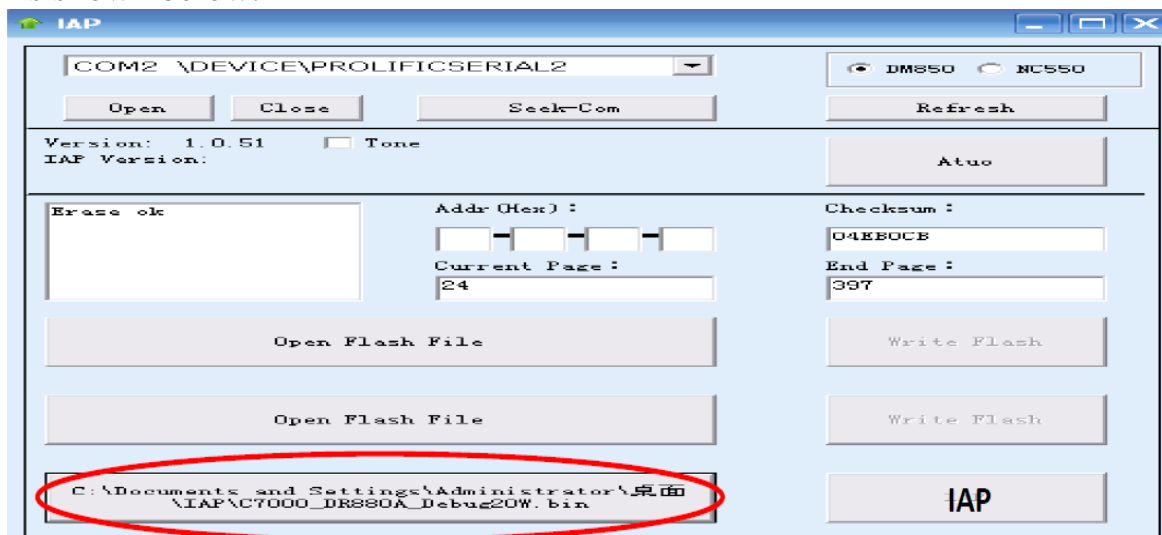 IAP
COM2 \DEVICE\PROLIFICSERIAL2
DM850 NC550
Open Close Seek-Com Refresh
Version: 1.0.51 Tone
IAP Version:
Atuo
Erase ok
Addr(Hex):
Checksum:
04EB0CB
Current Page:
End Page:
24
397
Open Flash File
Write Flash
Open Flash File
Write Flash
C:\Documents and Settings\Administrator\桌面
\IAP\C7000_DR880A_Debug20W.bin
IAP